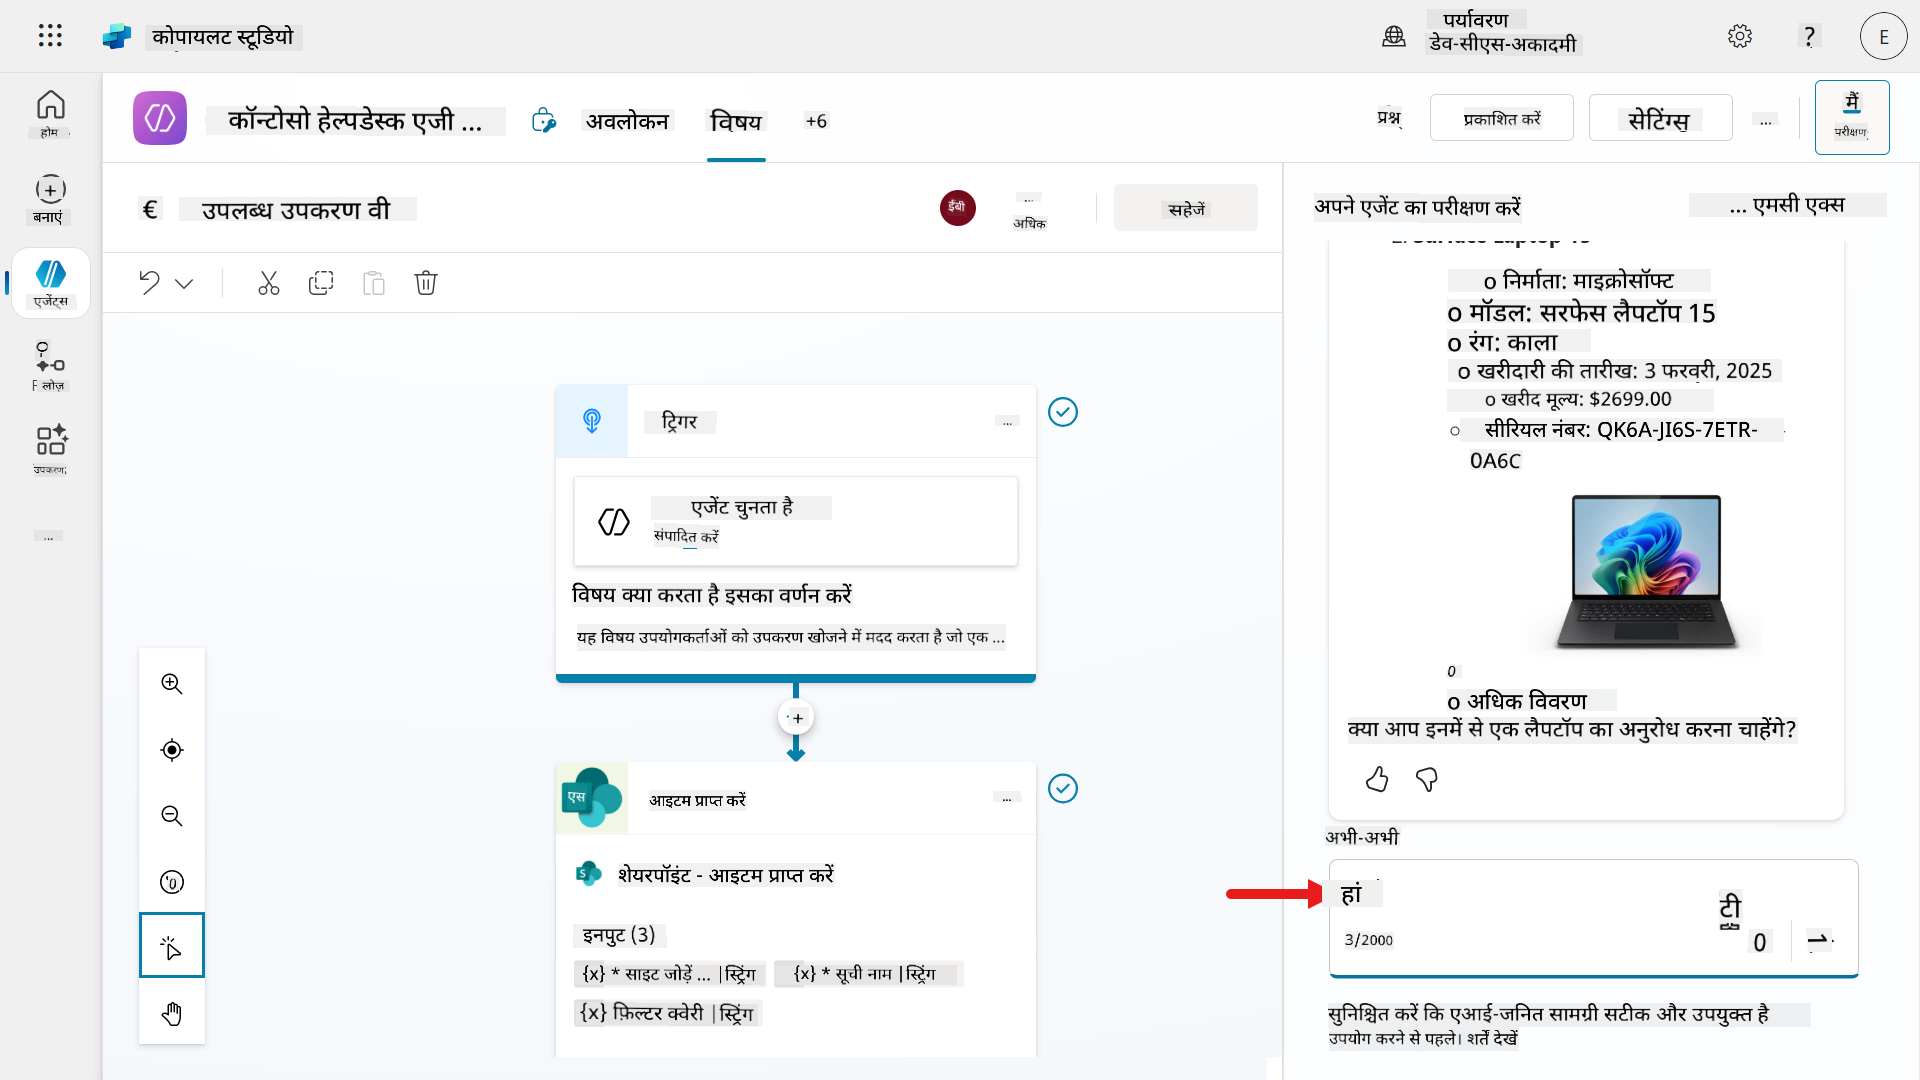 कोपायलट स्टूडियो
पर्यावरण
डेव-सीएस-अकादमी
?
E
होम
बनाएं
एजेंट्स
F लोज़
उपकरण;
...
कॉन्टोसो हेल्पडेस्क एजी ...
अवलोकन
विषय
+6
प्रश्न
प्रकाशित करें
सेटिंग्स
...
मैं
परीक्षण
€ उपलब्ध उपकरण वी
ईबी
...
अधिक
सहेजें
ट्रिगर
...
एजेंट चुनता है
संपादित करें
विषय क्या करता है इसका वर्णन करें
यह विषय उपयोगकर्ताओं को उपकरण खोजने में मदद करता है जो एक ...
+
एस
आइटम प्राप्त करें
...
S
शेयरपॉइंट - आइटम प्राप्त करें
इनपुट (3)
{x} * साइट जोड़ें ... |स्ट्रिंग
{x} * सूची नाम |स्ट्रिंग
{x} फ़िल्टर क्वेरी |स्ट्रिंग
अपने एजेंट का परीक्षण करें
... एमसी एक्स
o निर्माता: माइक्रोसॉफ्ट
o मॉडल: सरफेस लैपटॉप 15
o रंग: काला
o खरीदारी की तारीख: 3 फरवरी, 2025
o खरीद मूल्य: $2699.00
○ सीरियल नंबर: QK6A-JI6S-7ETR-
0A6C
o
o अधिक विवरण
क्या आप इनमें से एक लैपटॉप का अनुरोध करना चाहेंगे?
अभी-अभी
हां
3/2000
टी
0
सुनिश्चित करें कि एआई-जनित सामग्री सटीक और उपयुक्त है
उपयोग करने से पहले। शर्तें देखें